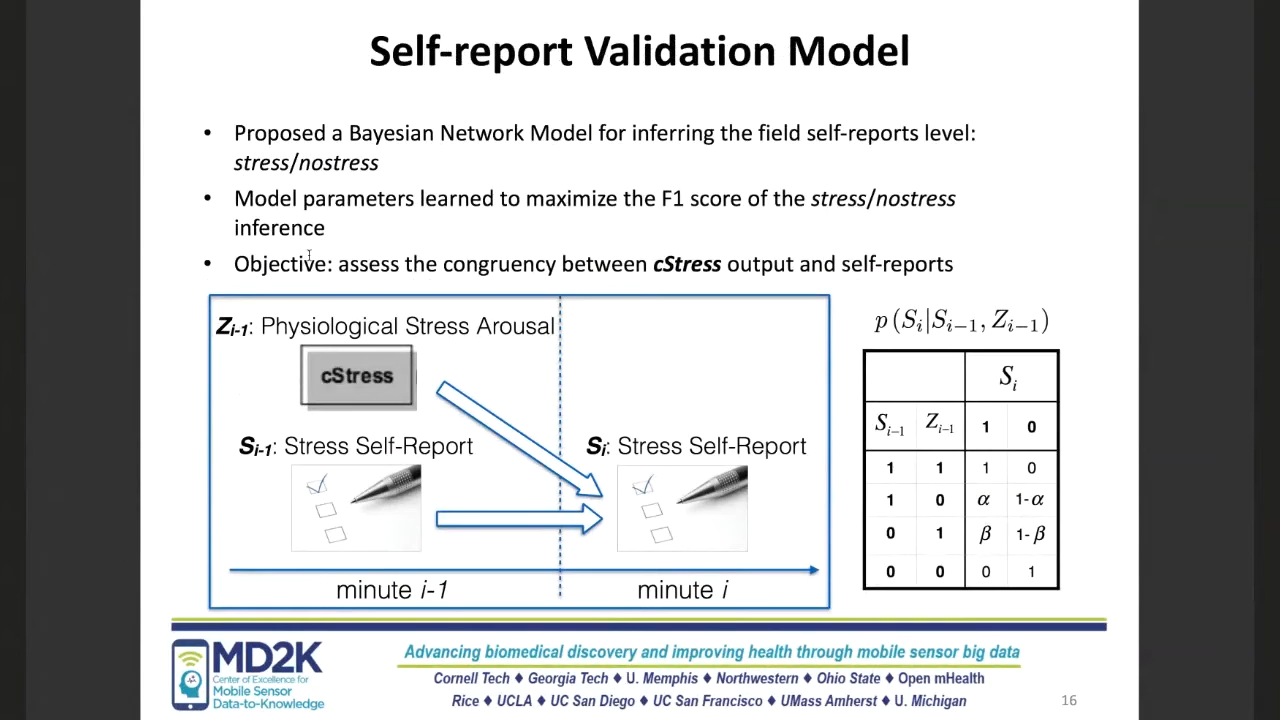 Self-report Validation Model
• Proposed a Bayesian Network Model for inferring the field self-reports level:
stress/nostress
• Model parameters learned to maximize the F1 score of the stress/nostress
inference
• Objective: assess the congruency between cStress output and self-reports
Zi-1: Physiological Stress Arousal
cStress
Si-1: Stress Self-Report
Si: Stress Self-Report
minute i-1
minute i
p (Si|Si−1, Zi−1)
Si
Si−1 Zi−1 1 0
1 1 1 0
1 0 α 1-α
0 1 β 1-β
0 0 0 1
MD2K
Center of Excellence for
Mobile Sensor
Data-to-Knowledge
Advancing biomedical discovery and improving health through mobile sensor big data
Cornell Tech ♦ Georgia Tech ♦ U. Memphis ♦ Northwestern ♦ Ohio State ♦ Open mHealth
Rice ♦ UCLA ♦ UC San Diego ♦ UC San Francisco ♦ UMass Amherst ♦ U. Michigan
16